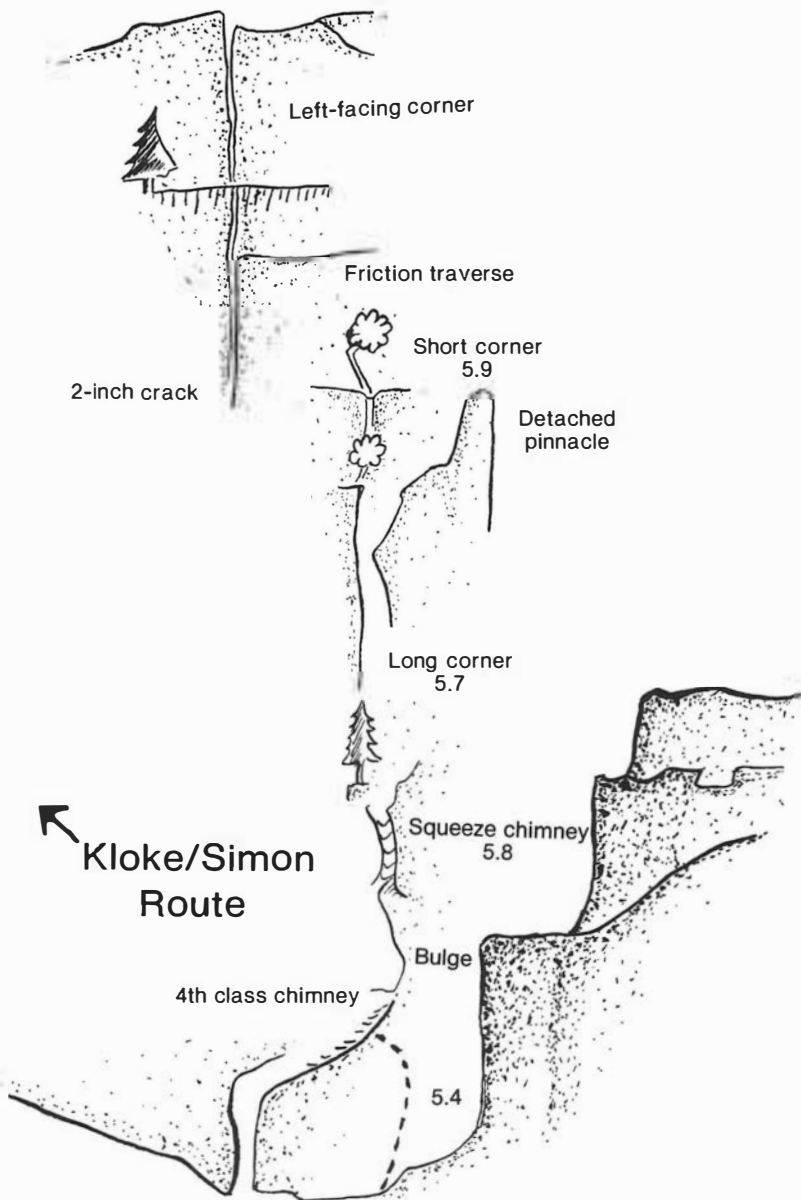 Left-facing corner
Friction traverse
Short corner
5.9
2-inch crack
Detached
pinnacle
Long corner
5.7
Squeeze chimney
5.8
Kloke/Simon
Route
Bulge
4th class chimney
5.4